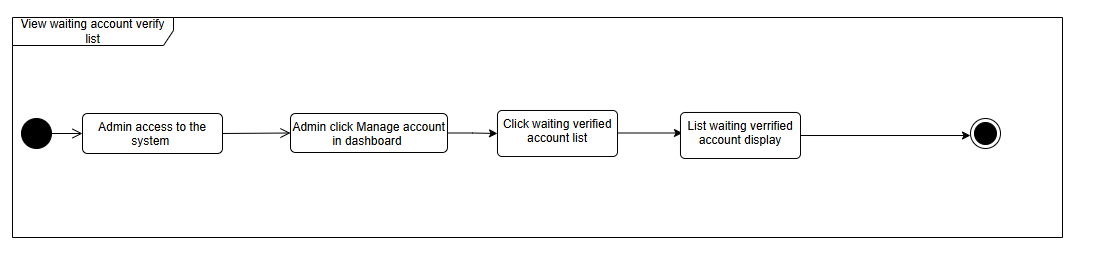 View waiting account verify
list
Admin access to the
system
Admin click Manage account
in dashboard
Click waiting verified
account list
List waiting verrified
account display